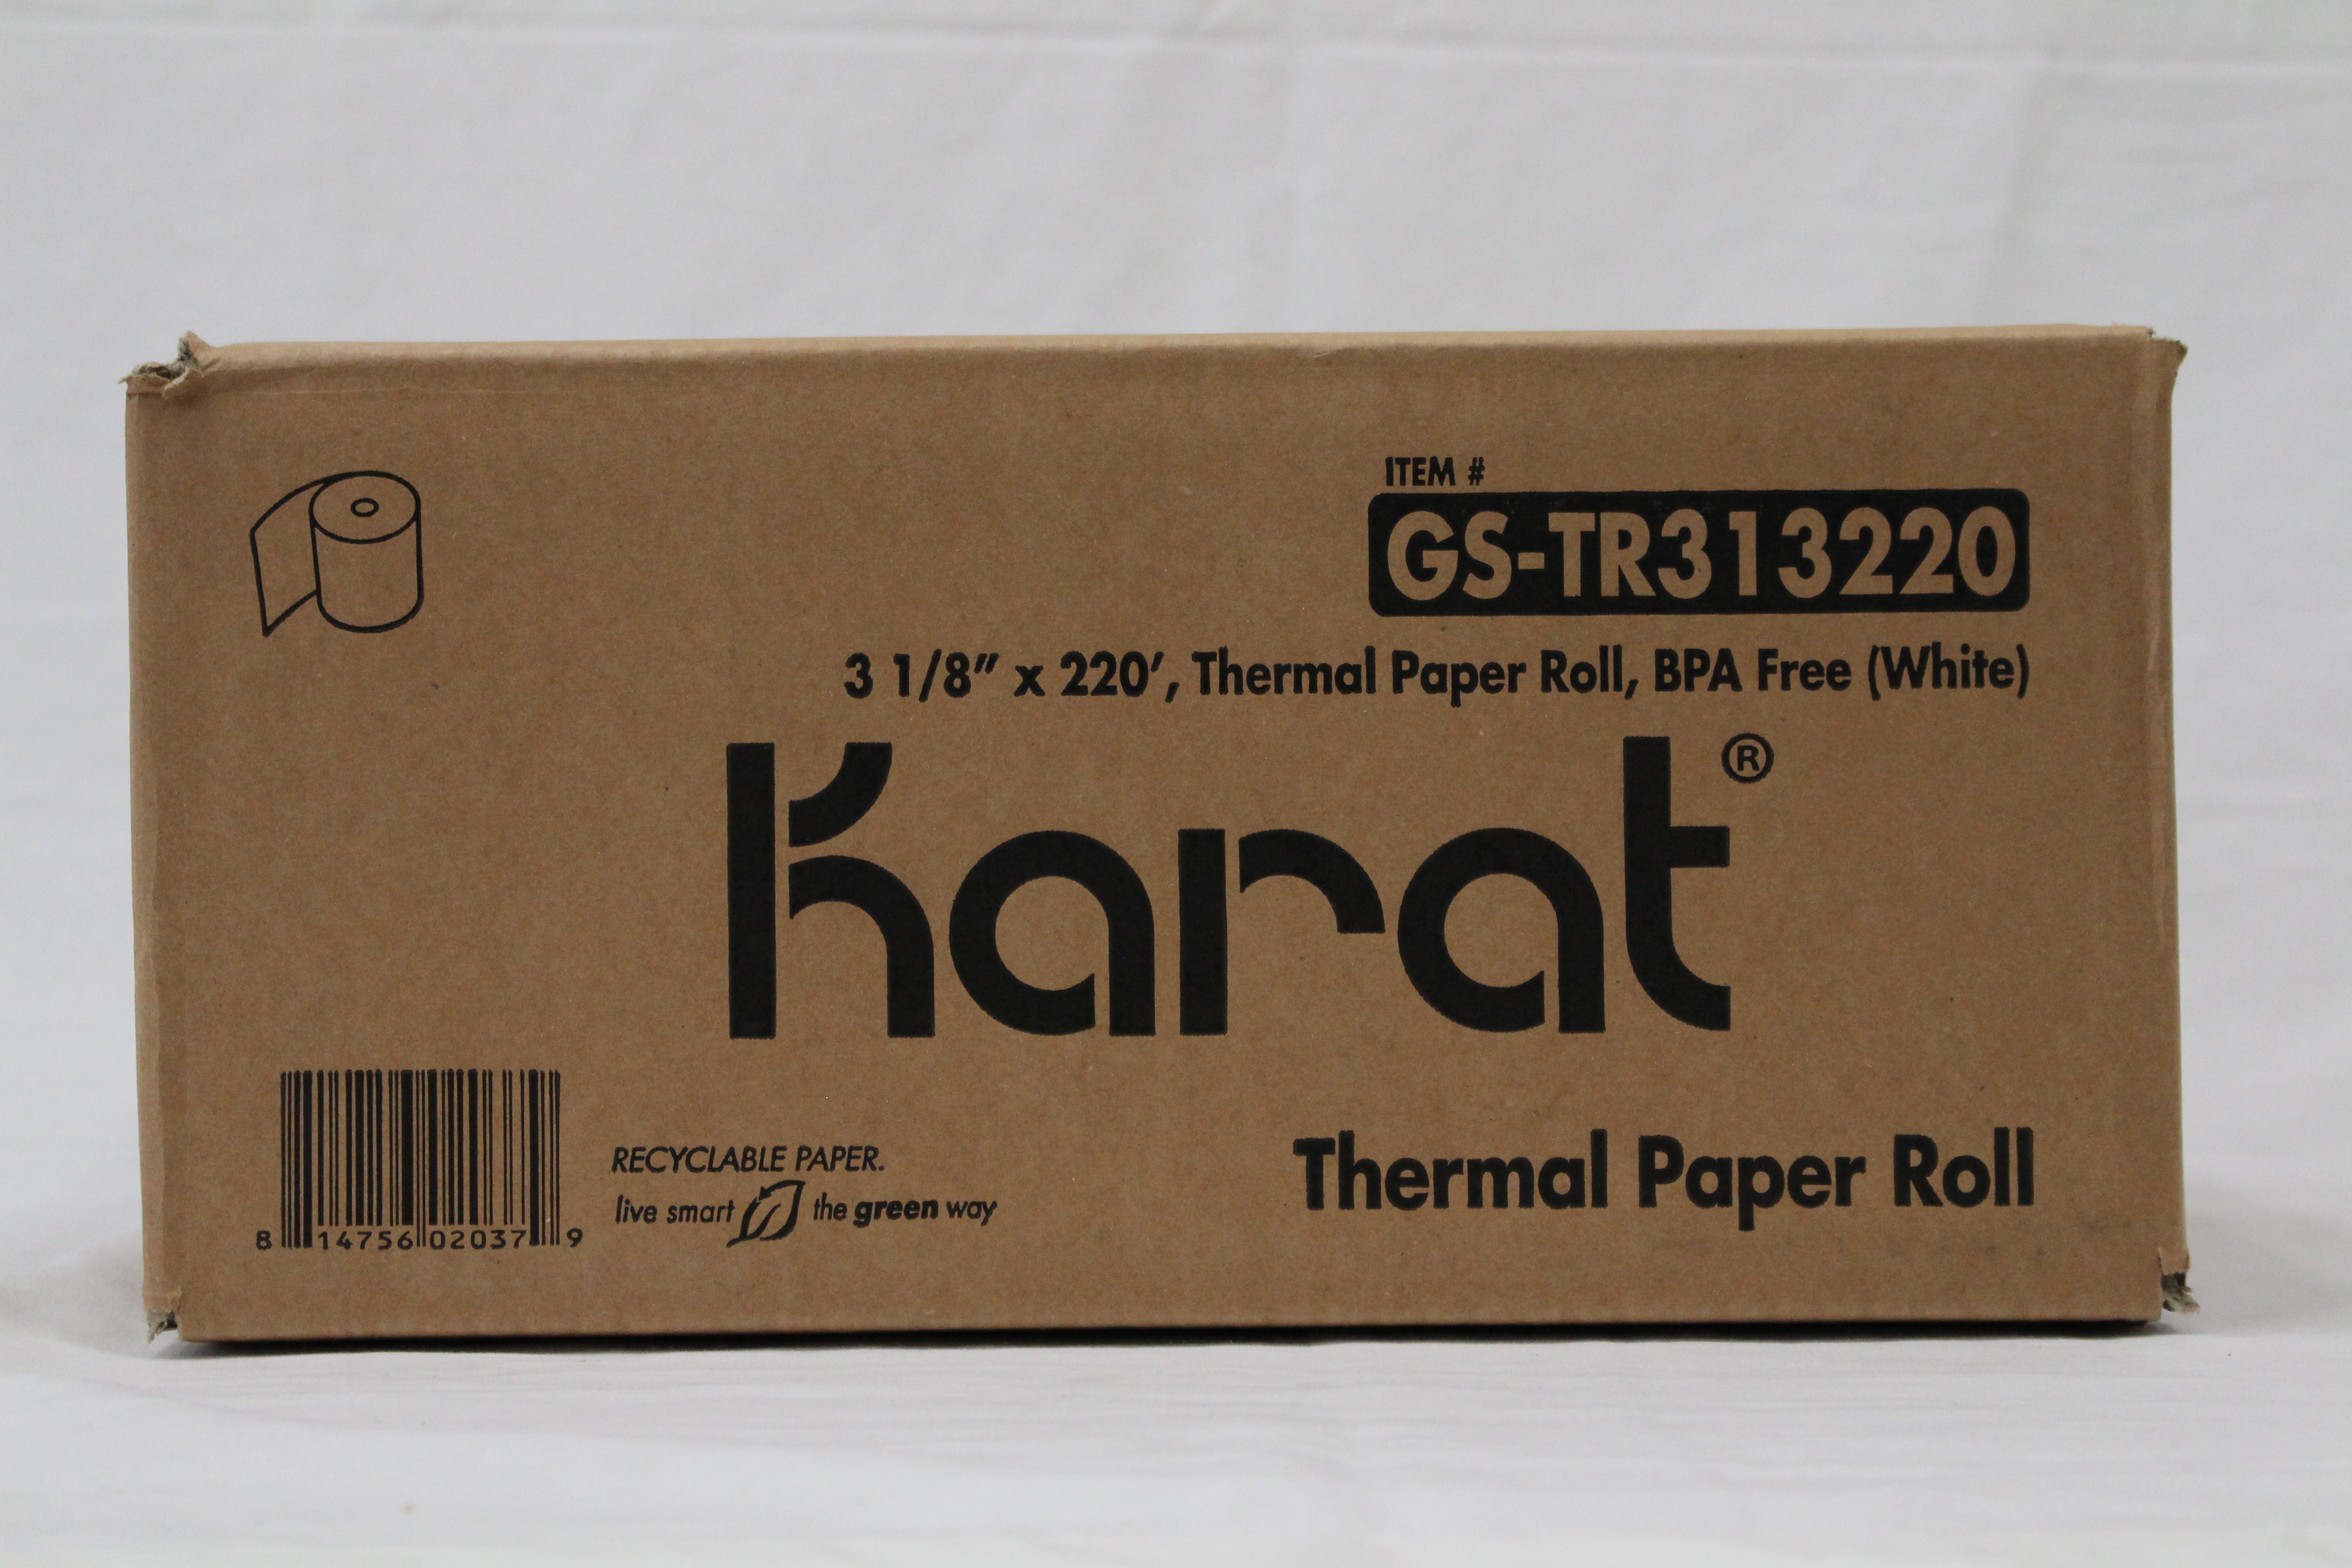 ITEM #
GS-TR313220
3 1/8” x 220’, Thermal Paper Roll, BPA Free (White)
Karat®
RECYCLABLE PAPER.
live smart the green way
Thermal Paper Roll
8 14756 02037 9